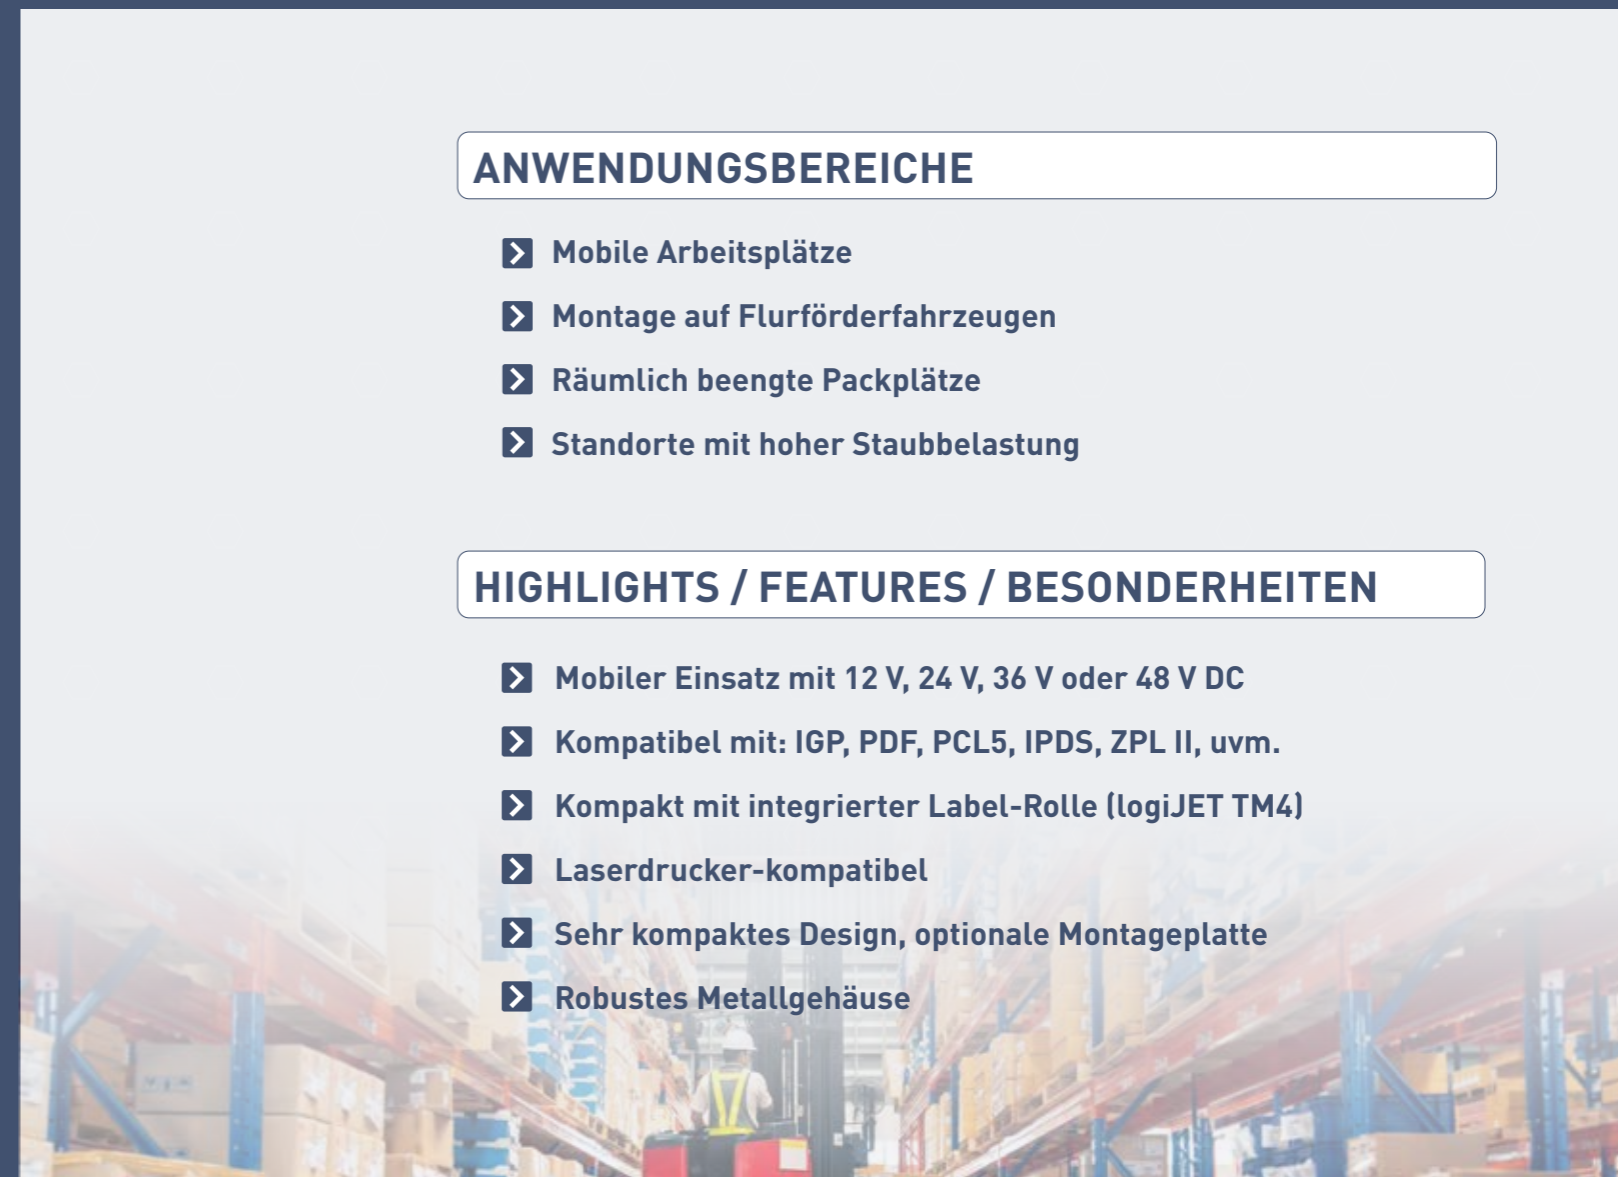 ANWENDUNGSBEREICHE
Mobile Arbeitsplätze
Montage auf Flurförderfahrzeugen
Räumlich beengte Packplätze
Standorte mit hoher Staubbelastung
HIGHLIGHTS / FEATURES / BESONDERHEITEN
Mobiler Einsatz mit 12 V, 24 V, 36 V oder 48 V DC
Kompatibel mit: IGP, PDF, PCL5, IPDS, ZPL II, uvm.
Kompakt mit integrierter Label-Rolle (logiJET TM4)
Laserdrucker-kompatibel
Sehr kompaktes Design, optionale Montageplatte
Robustes Metallgehäuse